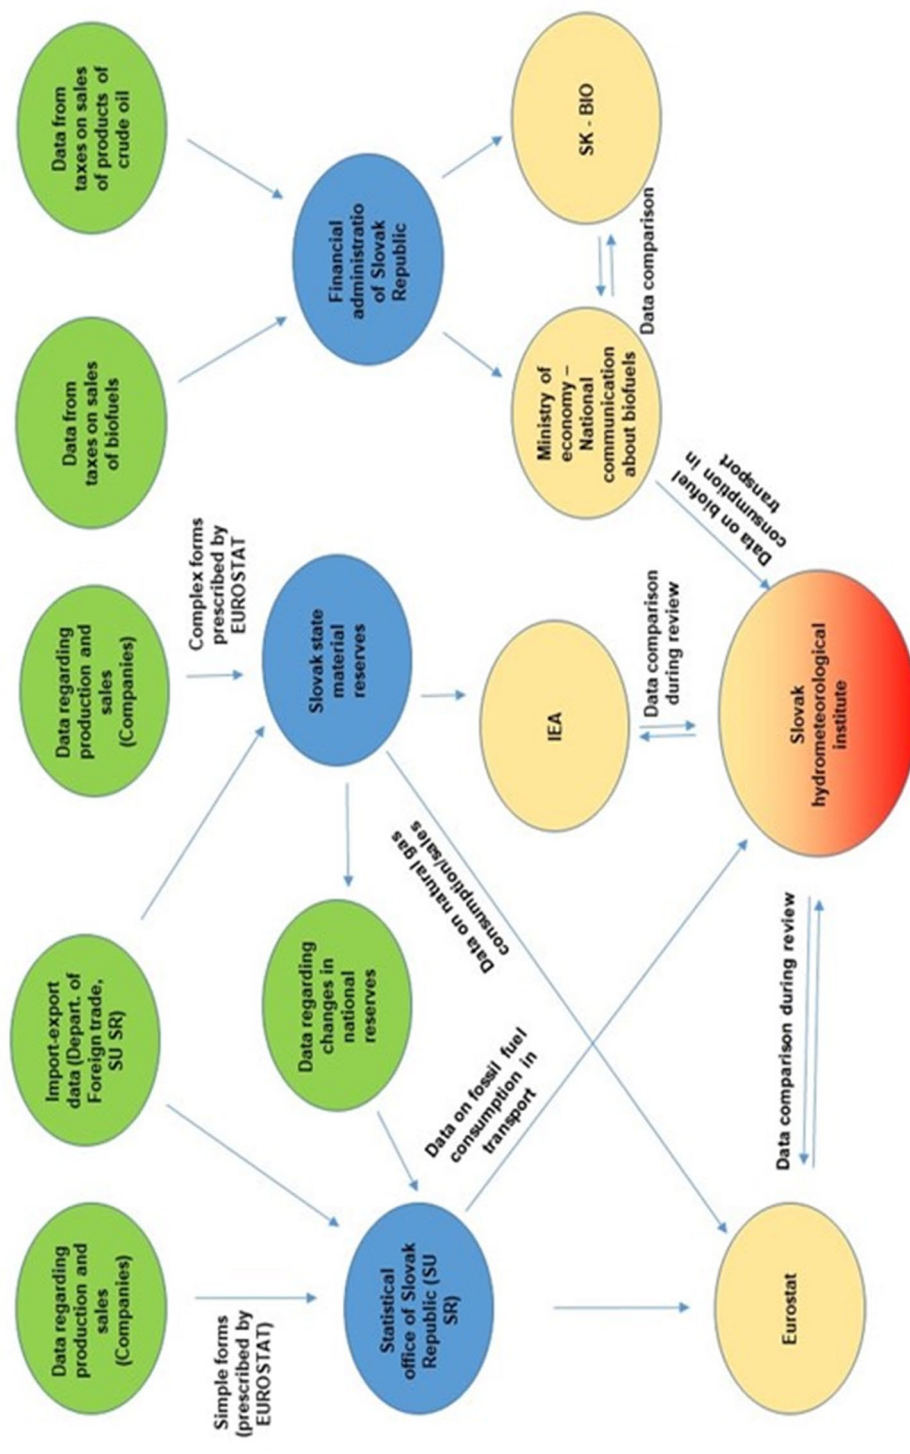 Data regarding
production and
sales
(Companies)
Import-export
data (Depart. of
Foreign trade,
SU SR)
Data regarding
production and
sales
(Companies)
Data from
taxes on sales
of biofuels
Data from
taxes on sales
of products of
crude oil
Simple forms
(prescribed by
EUROSTAT)
Complex forms
prescribed by
EUROSTAT
Statistical
office of Slovak
Republic (SU
SR)
Data regarding
changes in
national
reserves
Slovak state
material
reserves
Financial
administratio
of Slovak
Republic
Data on fossil fuel
consumption in
transport
Data on natural gas
consumption/sales
IEA
Ministry of
economy –
National
communication
about biofuels
SK - BIO
Data comparison
Data comparison
during review
Data on biofuel
consumption in
transport
Eurostat
Data comparison during review
Slovak
hydrometeorological
institute